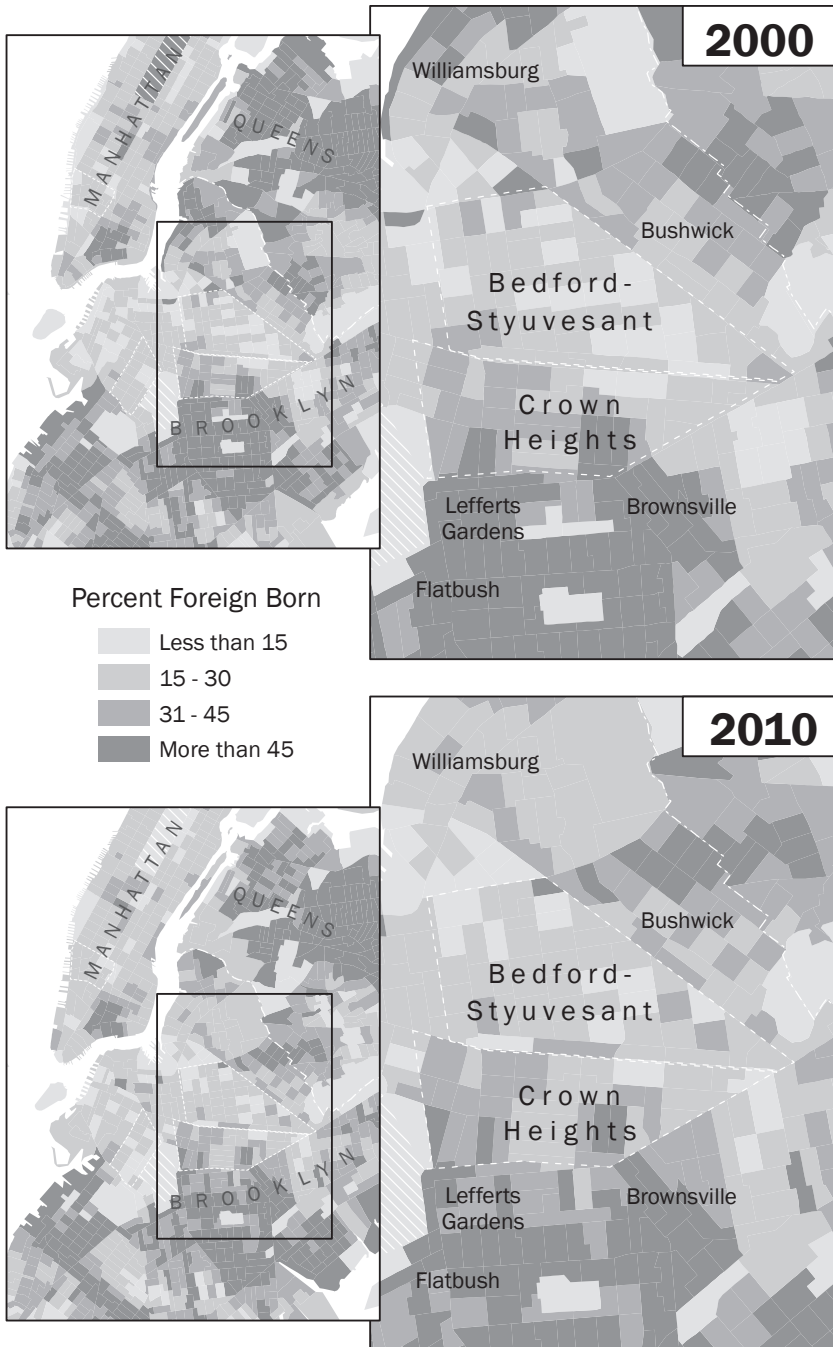 2000
MANHATTAN
QUEENS
BROOKLYN
Williamsburg
Bushwick
Bedford-
Styuvesant
Crown
Heights
Lefferts
Gardens
Brownsville
Flatbush
Percent Foreign Born
Less than 15
15 - 30
31 - 45
More than 45
2010
MANHATTAN
QUEENS
BROOKLYN
Williamsburg
Bushwick
Bedford-
Styuvesant
Crown
Heights
Lefferts
Gardens
Brownsville
Flatbush